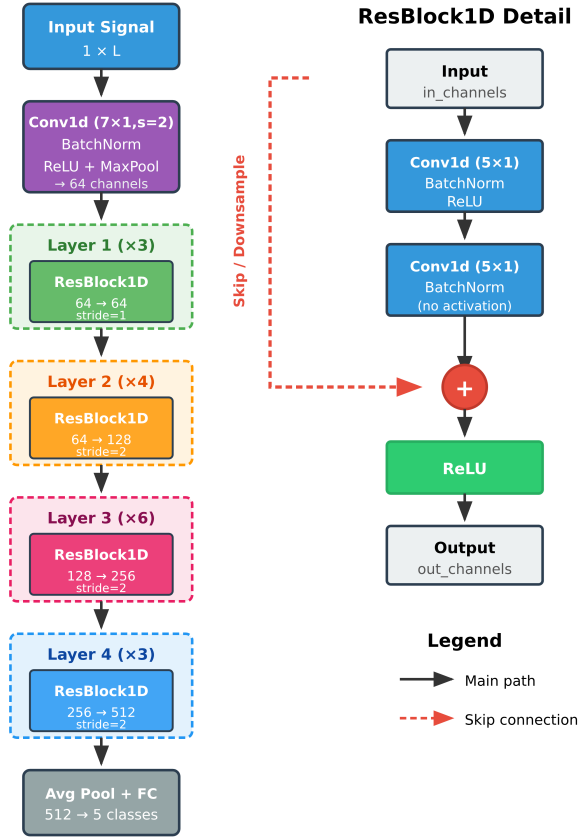 Input Signal
1 × L
Conv1d (7×1,s=2)
BatchNorm
ReLU + MaxPool
→ 64 channels
Layer 1 (×3)
ResBlock1D
64 → 64
stride=1
Layer 2 (×4)
ResBlock1D
64 → 128
stride=2
Layer 3 (×6)
ResBlock1D
128 → 256
stride=2
Layer 4 (×3)
ResBlock1D
256 → 512
stride=2
Avg Pool + FC
512 → 5 classes
ResBlock1D Detail
Input
in_channels
Conv1d (5×1)
BatchNorm
ReLU
Conv1d (5×1)
BatchNorm
(no activation)
Skip / Downsample
+
ReLU
Output
out_channels
Legend
Main path
Skip connection